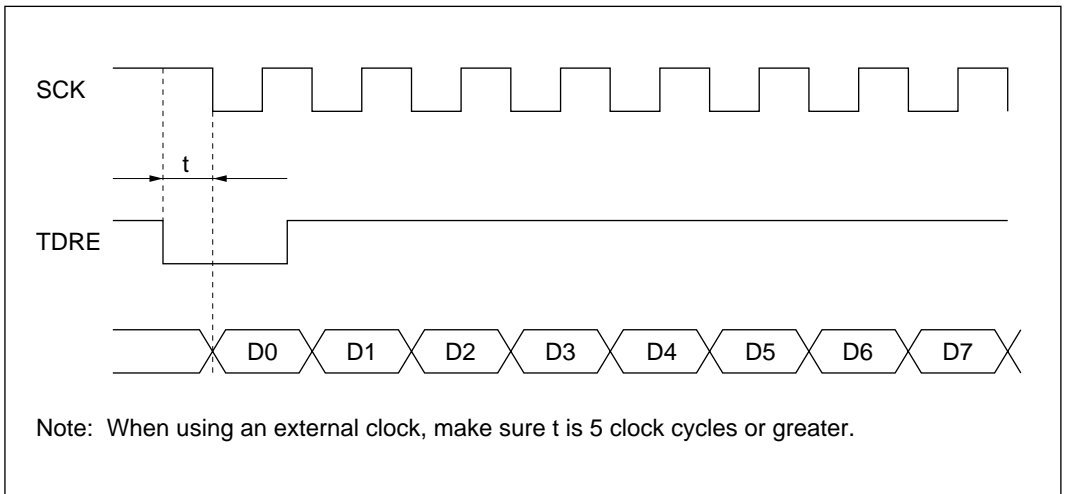 SCK
t
TDRE
D0 D1 D2 D3 D4 D5 D6 D7
Note: When using an external clock, make sure t is 5 clock cycles or greater.